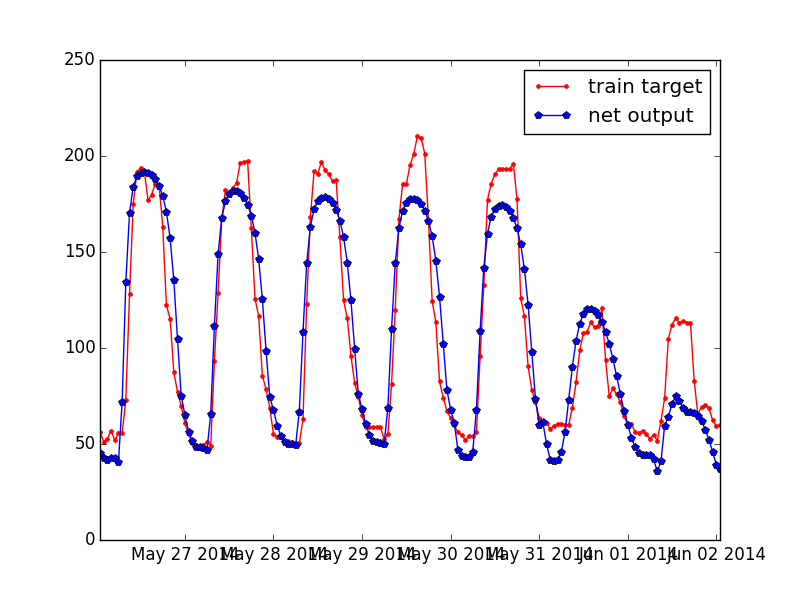 250
200
150
100
50
0
train target
net output
May 27 2014
May 28 2014
May 29 2014
May 30 2014
May 31 2014
Jun 01 2014
Jun 02 2014